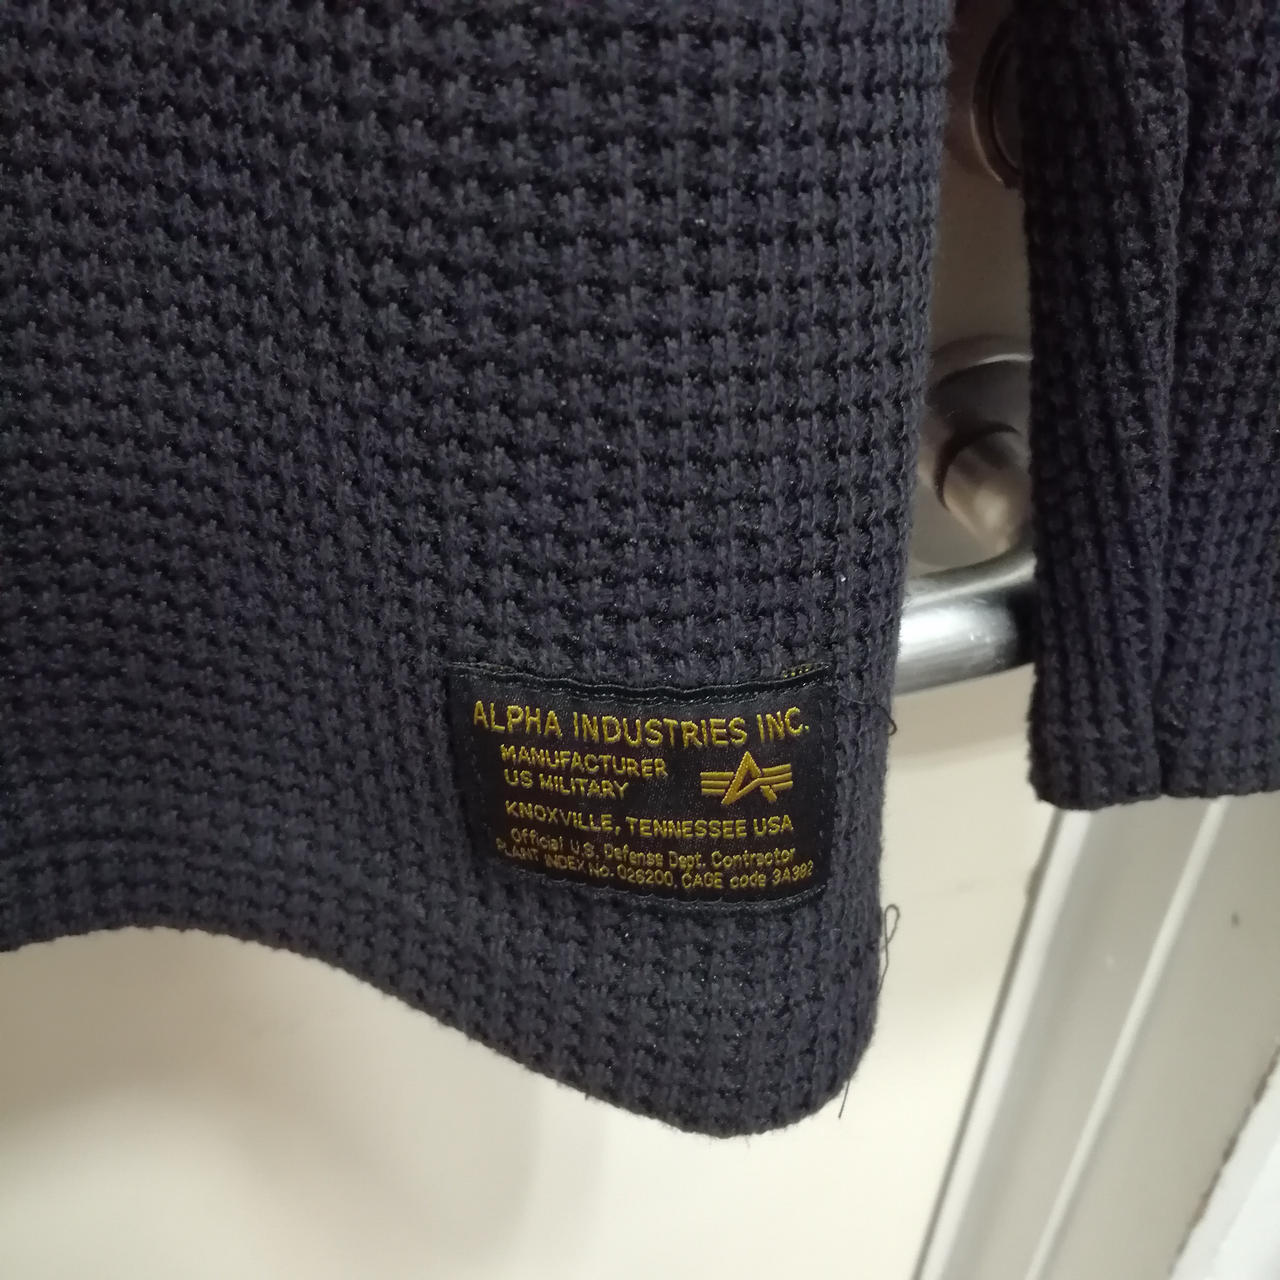 ALPHA INDUSTRIES INC.
MANUFACTURER
US MILITARY
KNOXVILLE, TENNESSEE USA
Official U.S. Defense Dept. Contractor
PLANT INDEX No. 026200, CAGE code 3A382